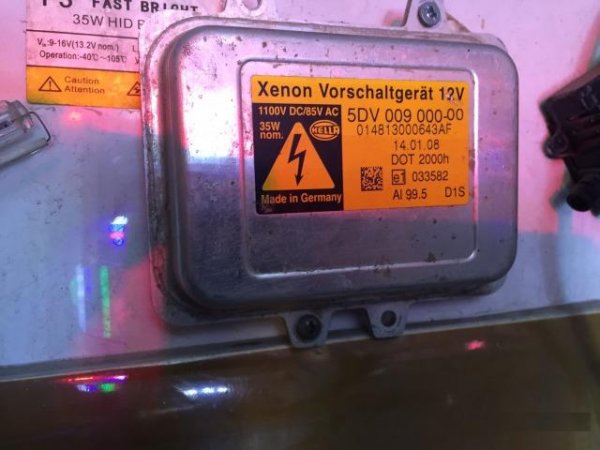 FAST BRIGHT
35W HID B
9-16V(13.2V nom.)
Operation:-40℃~105℃
Caution
Attention
Xenon Vorschaltgerät 12V
1100V DC/85V AC
35W
nom.
HELLA
Made in Germany
5DV 009 000-00
014813000643AF
14.01.08
DOT 2000h
e1 033582
AI 99.5 D1S